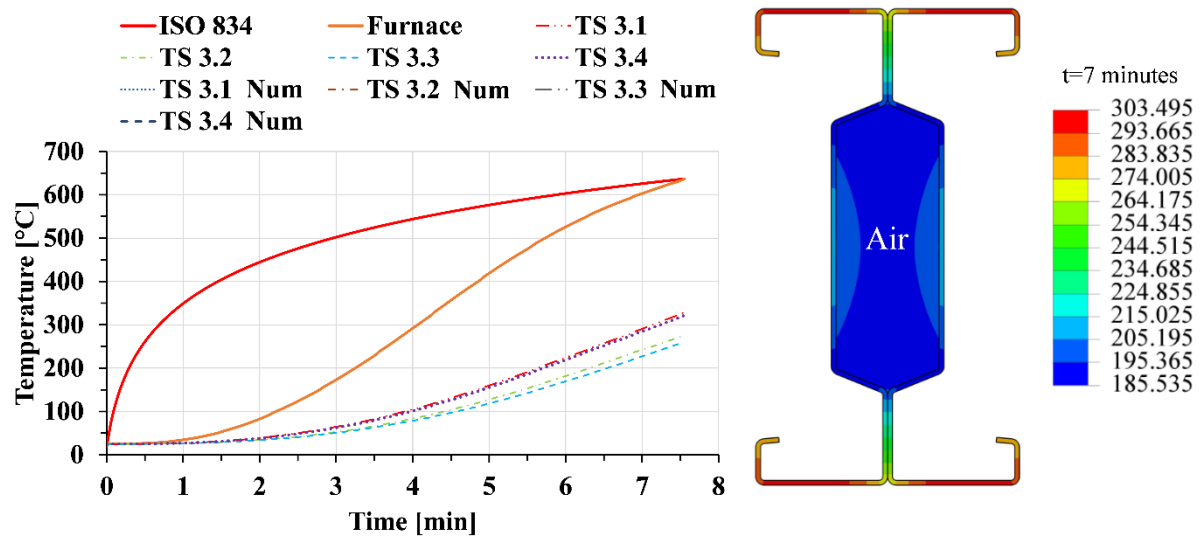 ISO 834 Furnace TS 3.1
TS 3.2 TS 3.3 TS 3.4
TS 3.1 Num TS 3.2 Num TS 3.3 Num
TS 3.4 Num
Temperature [°C]
700
600
500
400
300
200
100
0
0 1 2 3 4 5 6 7 8
Time [min]
Air
t=7 minutes
303.495
293.665
283.835
274.005
264.175
254.345
244.515
234.685
224.855
215.025
205.195
195.365
185.535